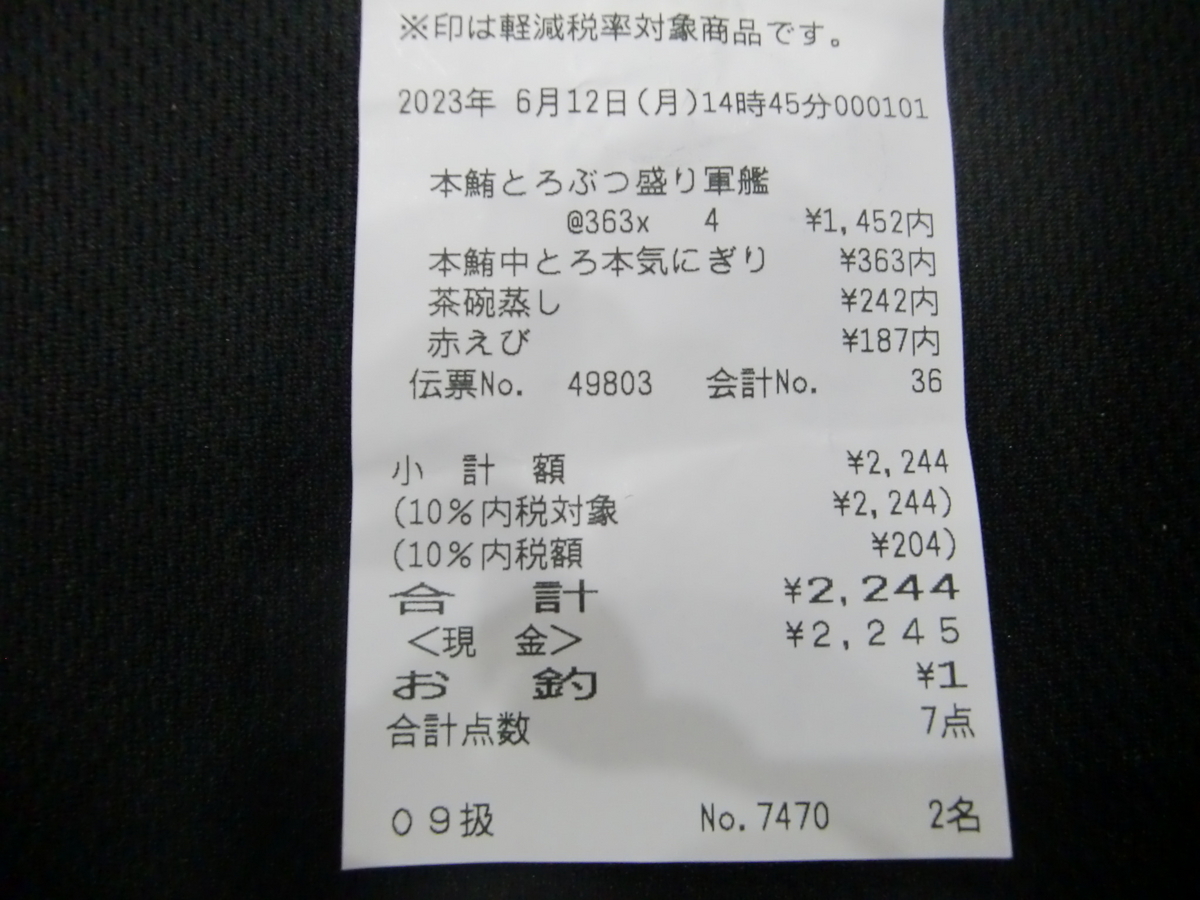 ※印は軽減税率対象商品です。
2023年 6月12日(月)14時45分000101
本鮪とろぶつ盛り軍艦
@363x 4 ¥1,452内
本鮪中とろ本気にぎり ¥363内
茶碗蒸し ¥242内
赤えび ¥187内
伝票No. 49803 会計No. 36
小 計 額 ¥2,244
(10%内税対象 ¥2,244)
(10%内税額 ¥204)
合 計 ¥2,244
<現 金> ¥2,245
お 釣 ¥1
合計点数 7点
09扱 No.7470 2名